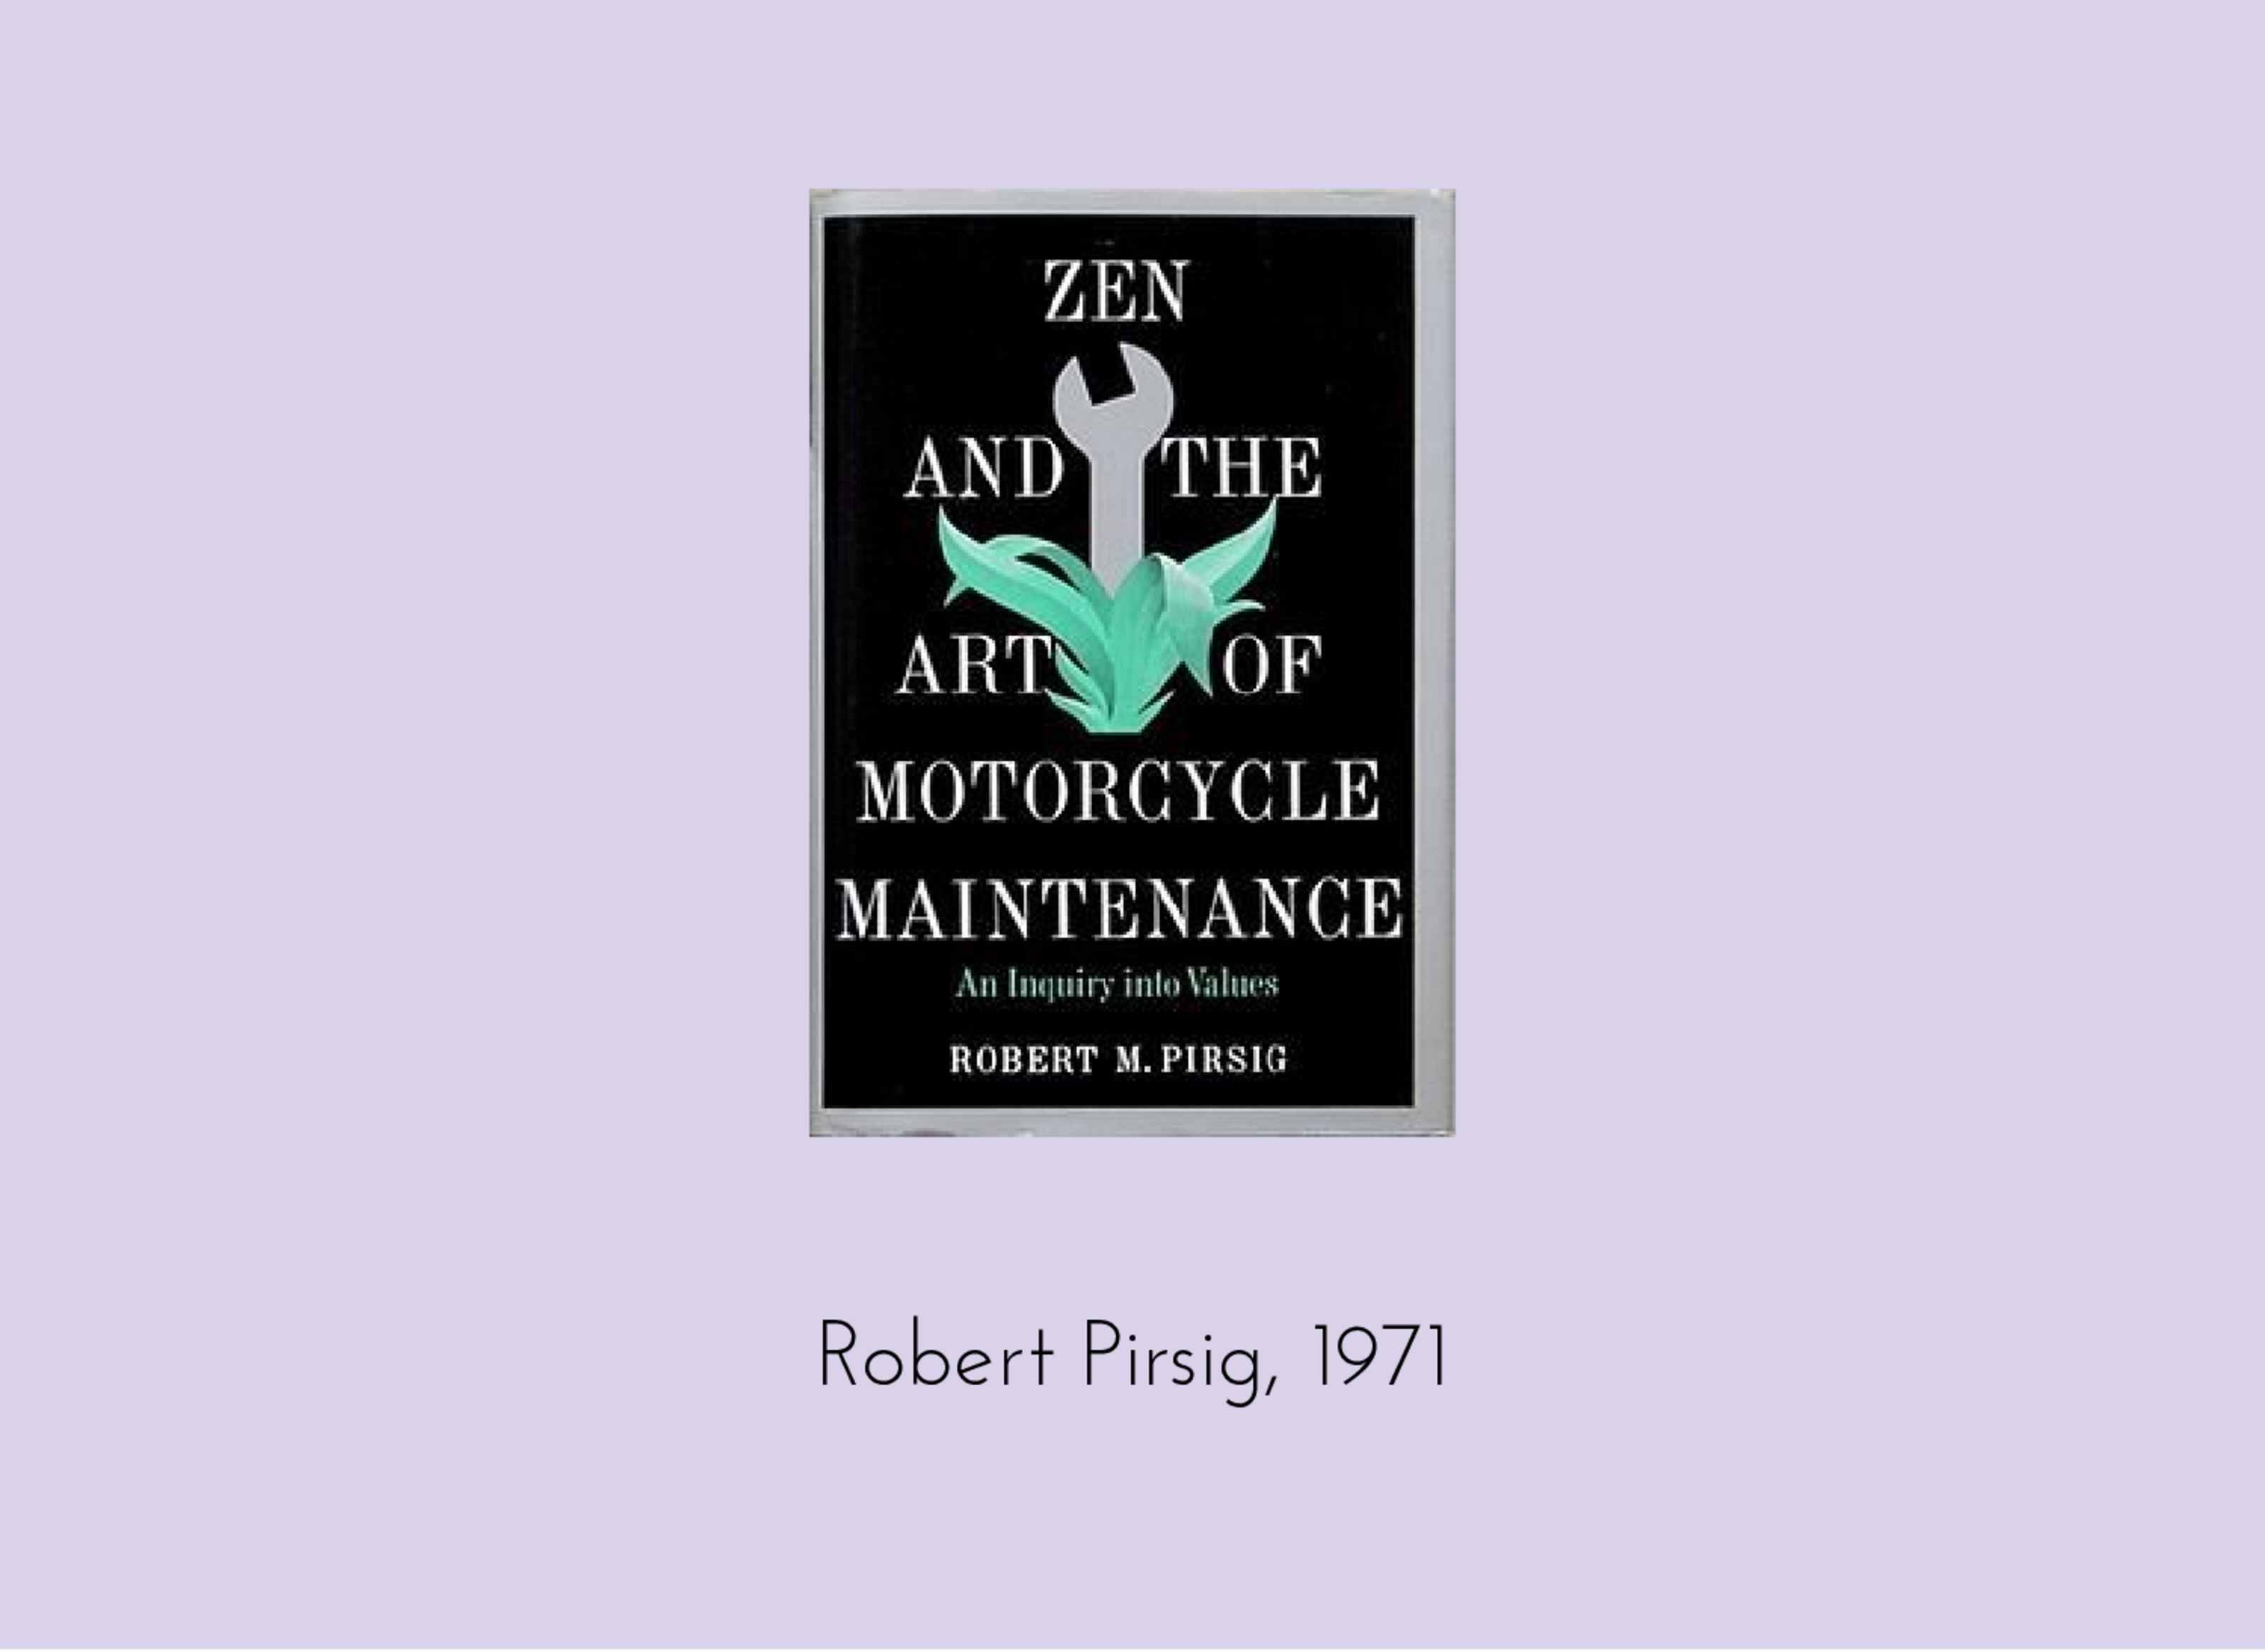 ZEN
AND THE
ART OF
MOTORCYCLE
MAINTENANCE
An Inquiry into Values
ROBERT M. PIRSIG
Robert Pirsig, 1971